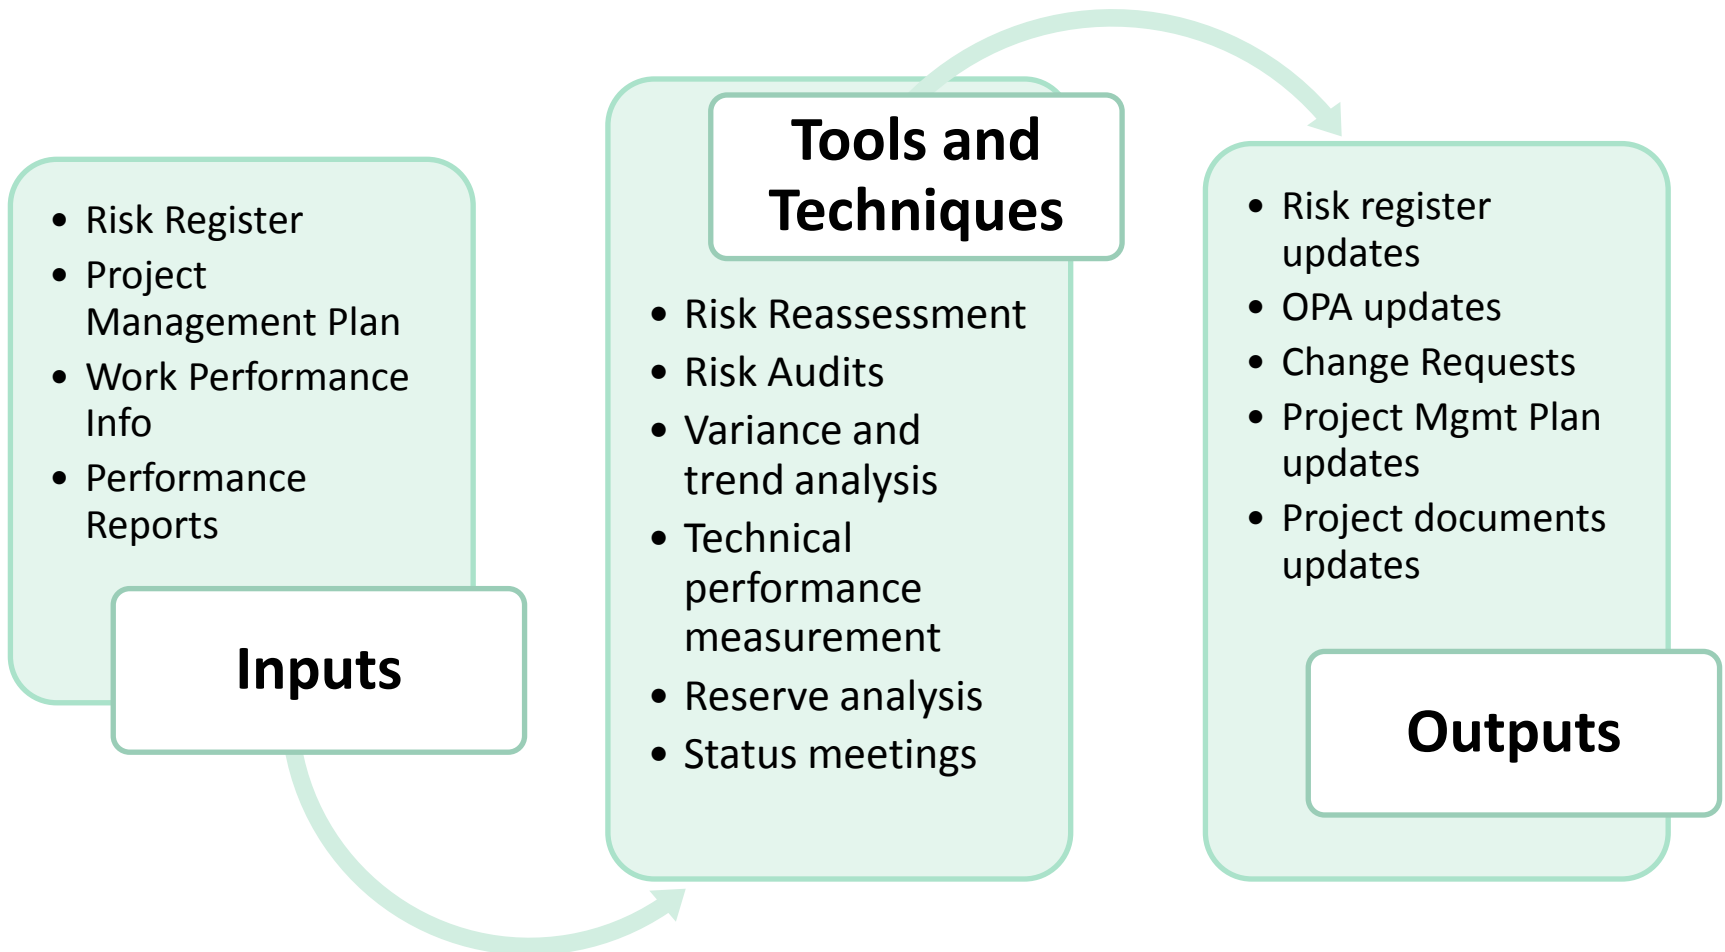 • Risk Register
• Project
Management Plan
• Work Performance
Info
• Performance
Reports
Inputs
Tools and
Techniques
• Risk Reassessment
• Risk Audits
• Variance and
trend analysis
• Technical
performance
measurement
• Reserve analysis
• Status meetings
• Risk register
updates
• OPA updates
• Change Requests
• Project Mgmt Plan
updates
• Project documents
updates
Outputs